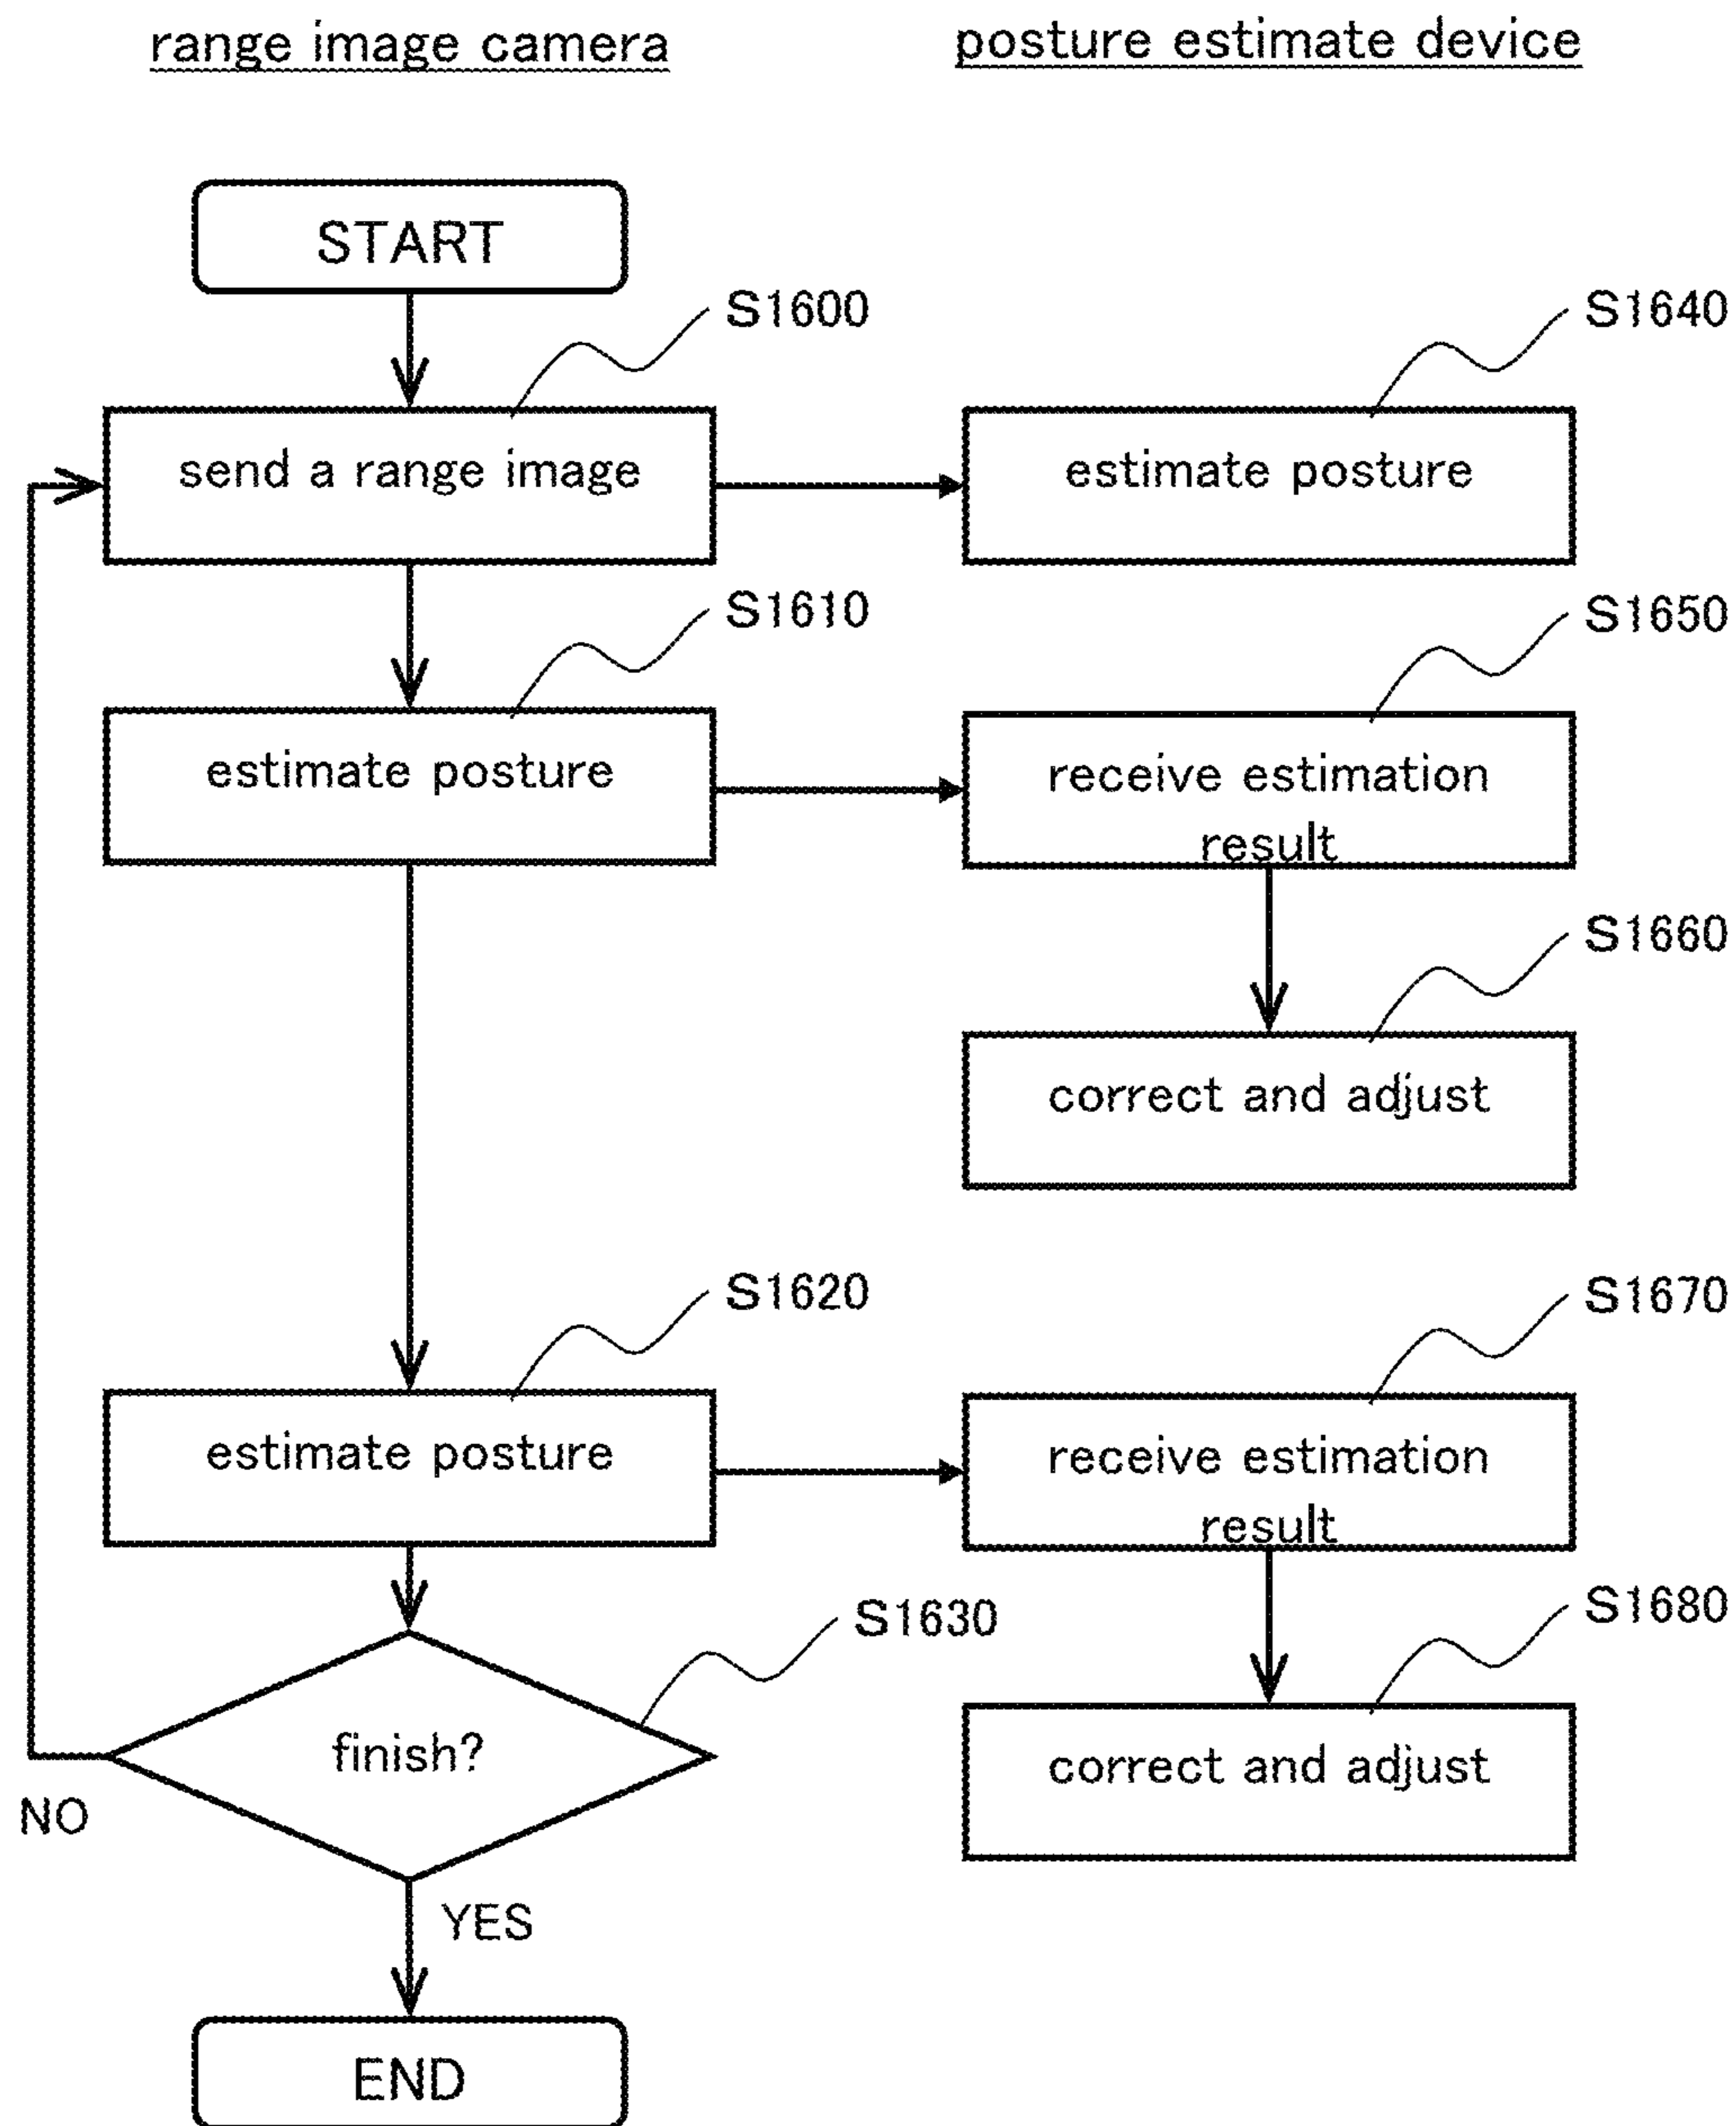 range image camera
posture estimate device
START
S1600
S1640
send a range image
estimate posture
S1610
S1650
estimate posture
receive estimation
result
S1660
correct and adjust
S1620
S1670
estimate posture
receive estimation
result
S1630
S1680
finish?
correct and adjust
NO
YES
END